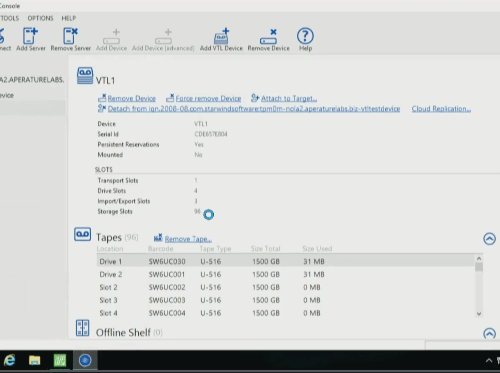 Console
TOOLS OPTIONS HELP
Add Server Remove Server Add Device Add Device (advanced) Add VTL Device Remove Device Help
VTL1
Remove Device Force remove Device Attach to Target...
Detach from iqn.2008-08.com.starwindsoftware:tpm0m-nola2.aperaturelabs.biz-vtltestdevice Cloud Replication...
Device VTL1
Serial Id
Persistent Reservations Yes
Mounted No
SLOTS
Transport Slots 1
Drive Slots 4
Import/Export Slots 3
Storage Slots 96
Tapes (96) Remove Tape...
Location Barcode Tape Type Size Total Size Used
Drive 1 SW6UC030 U-516 1500 GB 31 MB
Drive 2 SW6UC001 U-516 1500 GB 31 MB
Slot 2 SW6UC002 U-516 1500 GB 0 MB
Slot 3 SW6UC003 U-516 1500 GB 0 MB
Slot 4 SW6UC004 U-516 1500 GB 0 MB
Offline Shelf (0)